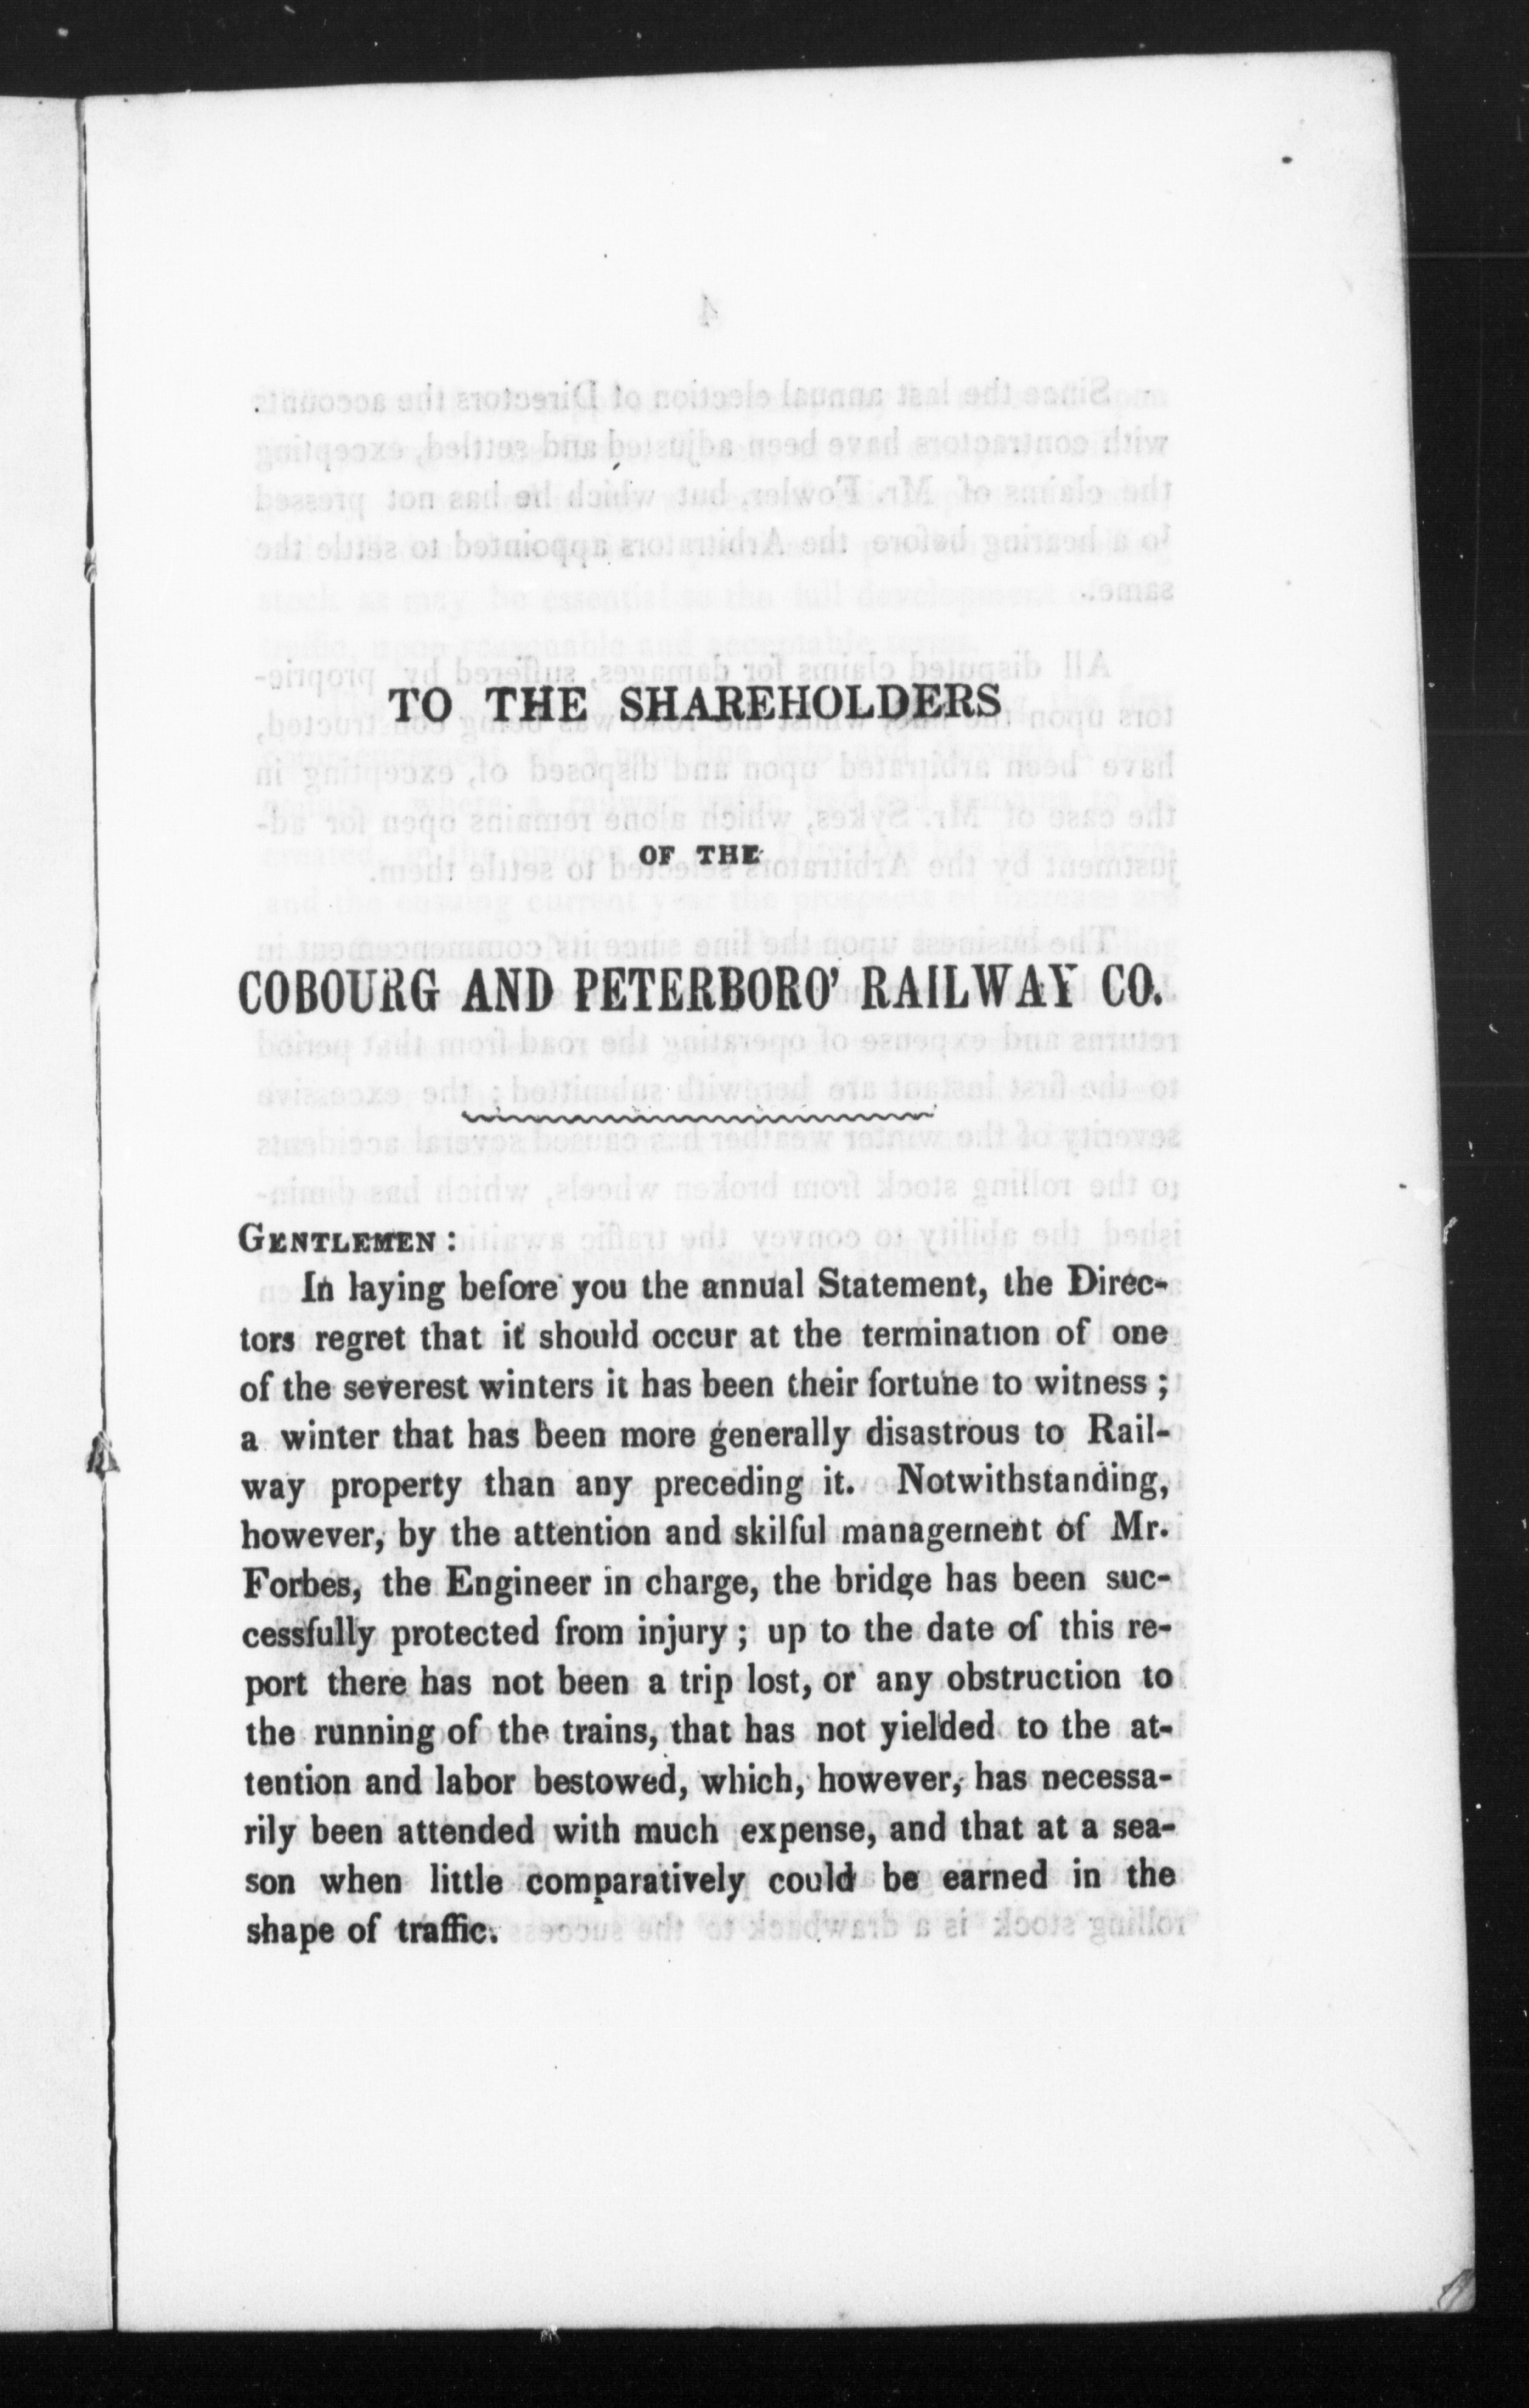 TO THE SHAREHOLDERS
OF THE
COBOURG AND PETERBORO' RAILWAY CO.
GENTLEMEN :
In laying before you the annual Statement, the Direc-
tors regret that it should occur at the termination of one
of the severest winters it has been their fortune to witness ;
a winter that has been more generally disastrous to Rail-
way property than any preceding it. Notwithstanding,
however, by the attention and skilful management of Mr.
Forbes, the Engineer in charge, the bridge has been suc-
cessfully protected from injury ; up to the date of this re-
port there has not been a trip lost, or any obstruction to
the running of the trains, that has not yielded to the at-
tention and labor bestowed, which, however, has necessa-
rily been attended with much expense, and that at a sea-
son when little comparatively could be earned in the
shape of traffic.